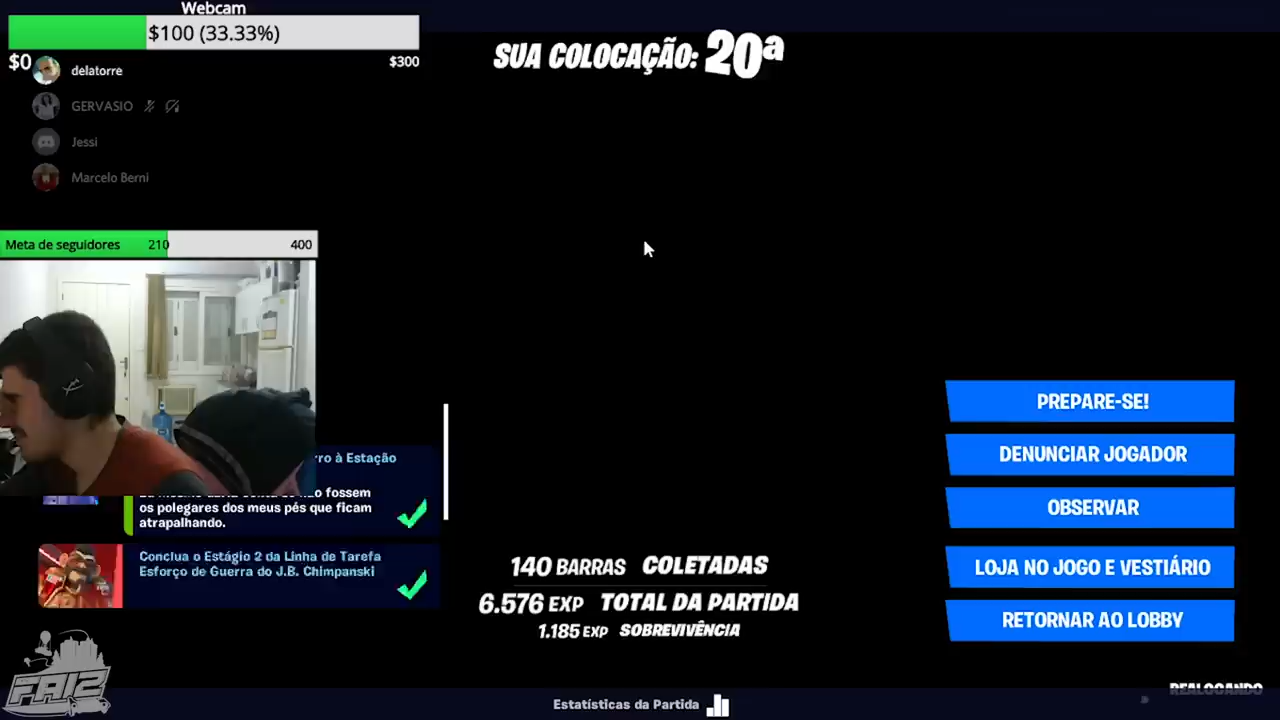 Webcam
$100 (33.33%)
$0
$300
delatorre
GERVASIO
Jessi
Marcelo Berni
Meta de seguidores 210 400
SUA COLOCAÇÃO: 20ª
rro à Estação
os polegares dos meus pés que ficam
atrapalhando.
Conclua o Estágio 2 da Linha de Tarefa
Esforço de Guerra do J.B. Chimpanski
140 BARRAS COLETADAS
6.576 EXP TOTAL DA PARTIDA
1.185 EXP SOBREVIVÊNCIA
PREPARE-SE!
DENUNCIAR JOGADOR
OBSERVAR
LOJA NO JOGO E VESTIÁRIO
RETORNAR AO LOBBY
REALOCANDO
Estatísticas da Partida
FAIZ